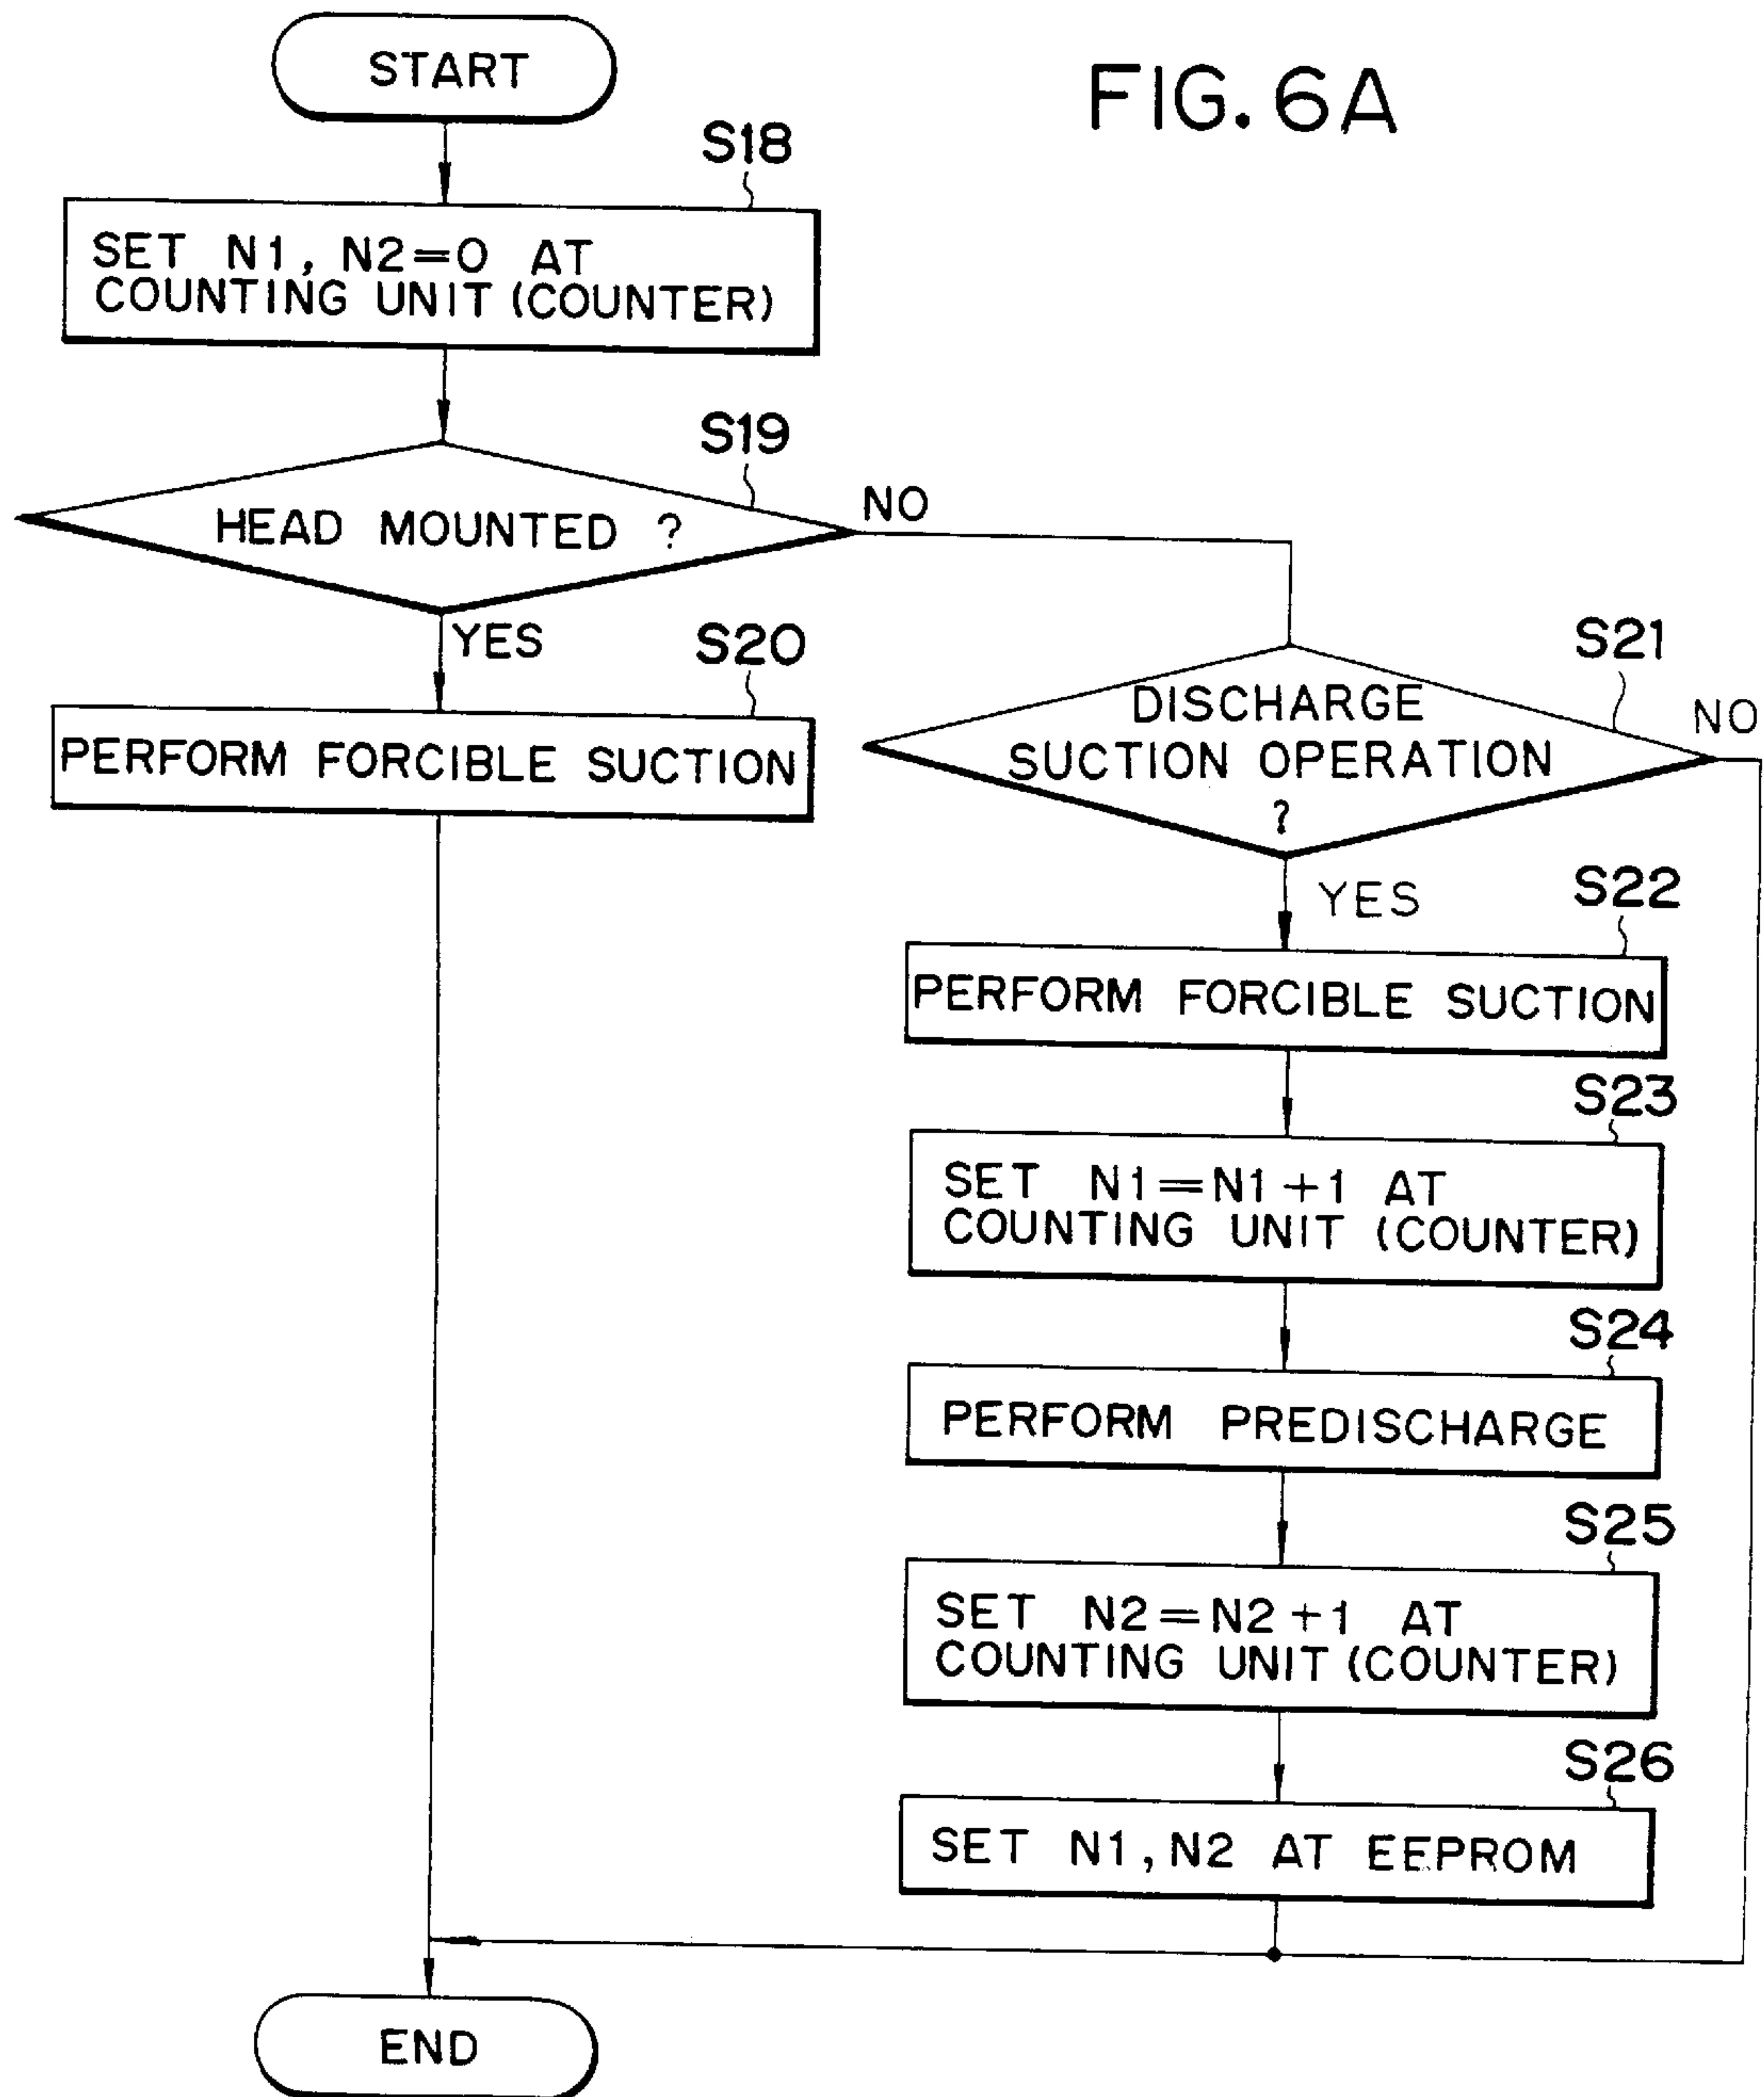 START
FIG. 6A
S18
SET N1, N2=0 AT
COUNTING UNIT (COUNTER)
S19
HEAD MOUNTED ?
NO
YES
S20
PERFORM FORCIBLE SUCTION
S21
DISCHARGE
SUCTION OPERATION
?
NO
YES
S22
PERFORM FORCIBLE SUCTION
S23
SET N1=N1+1 AT
COUNTING UNIT (COUNTER)
S24
PERFORM PREDISCHARGE
S25
SET N2=N2+1 AT
COUNTING UNIT (COUNTER)
S26
SET N1, N2 AT EEPROM
END